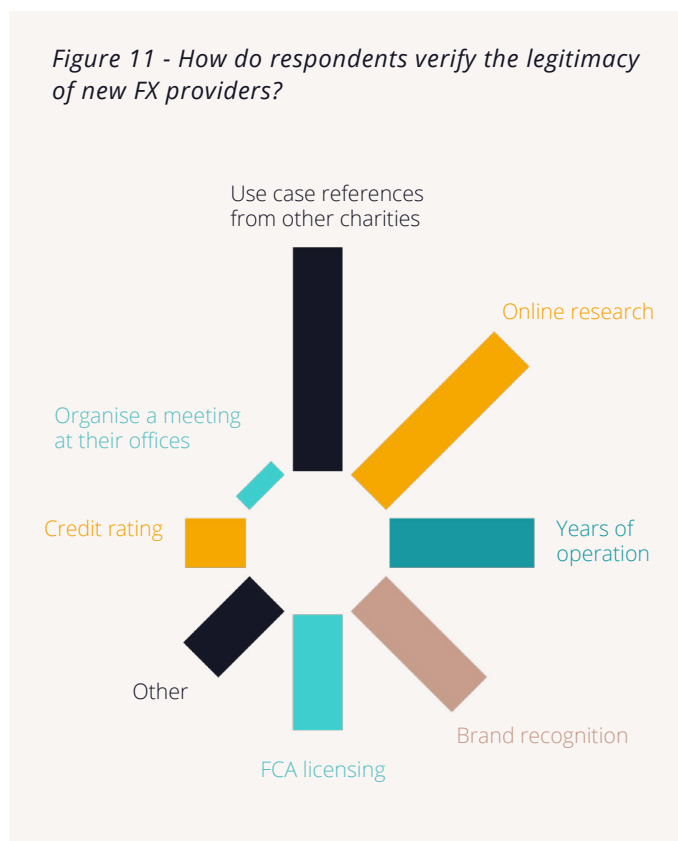 Figure 11 - How do respondents verify the legitimacy
of new FX providers?
Use case references
from other charities
Online research
Organise a meeting
at their offices
Credit rating
Years of
operation
Other
Brand recognition
FCA licensing